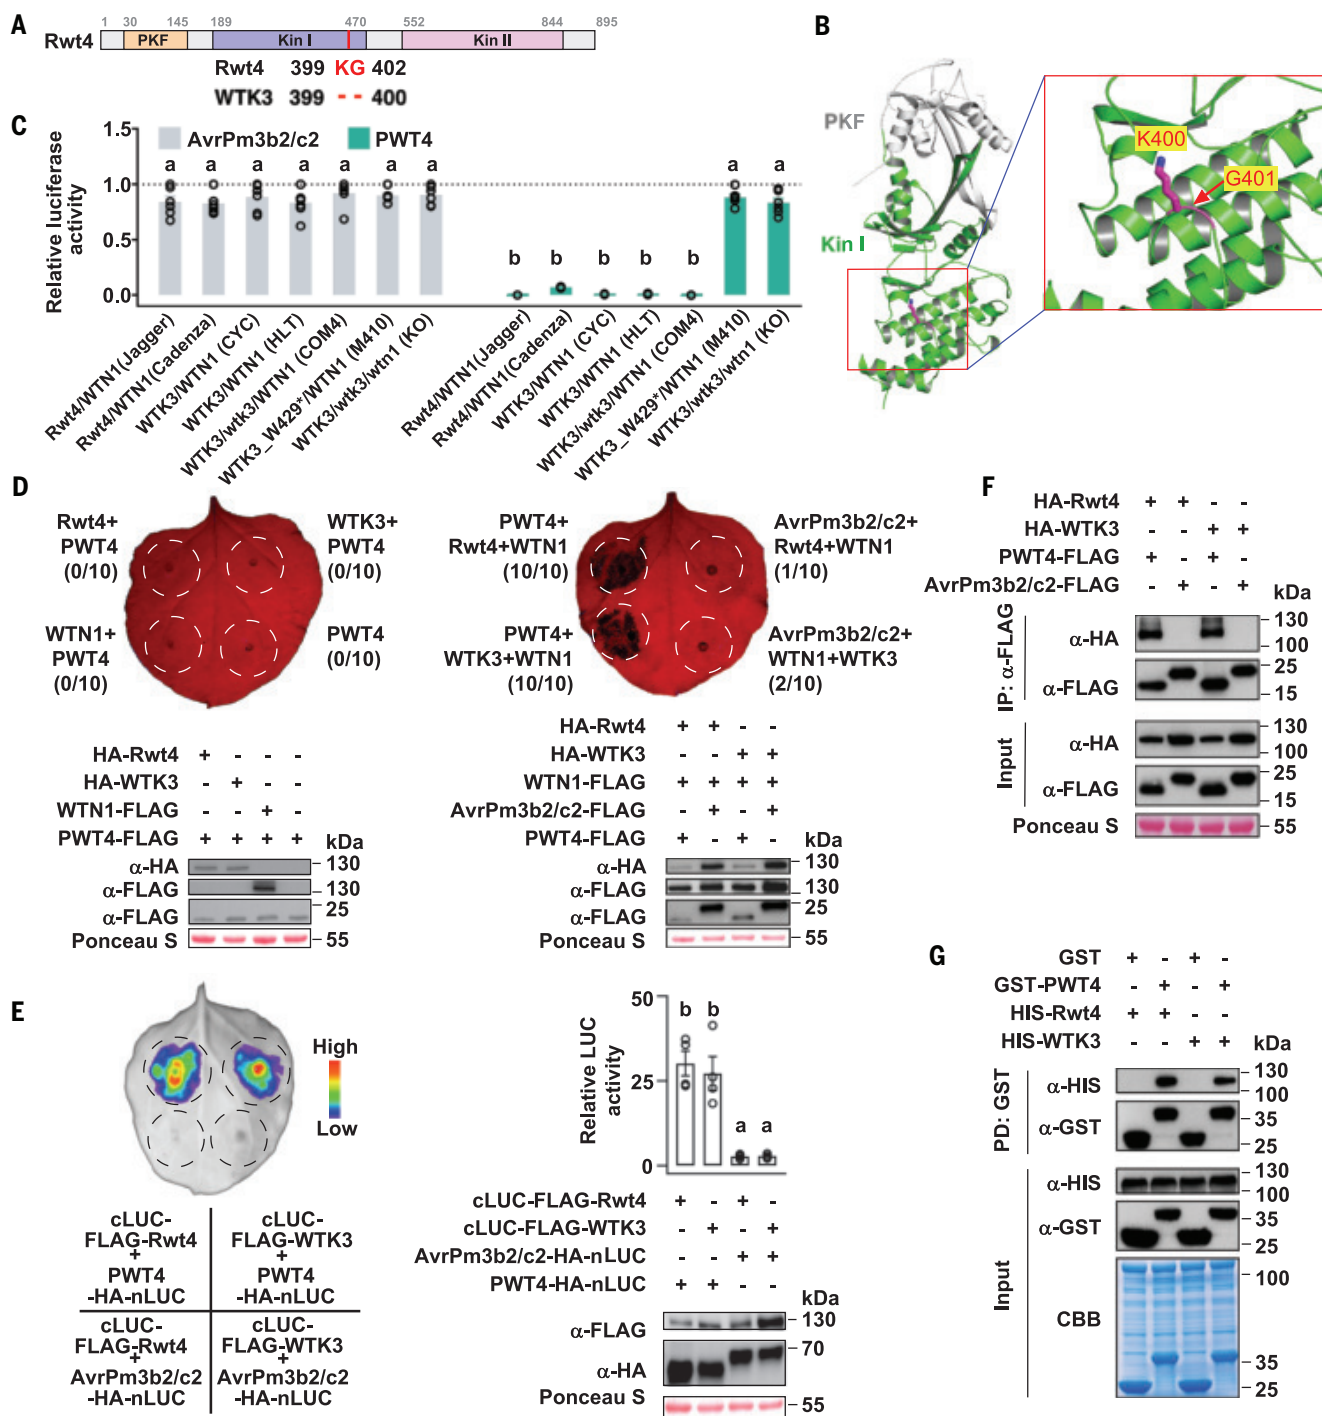 A
1 30 145 189 470 552 844 895
Rwt4 PKF Kin I Kin II
Rwt4 399 KG 402
WTK3 399 - - 400
B
PKF
Kin I
K400
G401
C
AvrPm3b2/c2 PWT4
Relative luciferase
activity
1.5
1.0
0.5
0.0
a a a a a a a b b b b b a a
Rwt4/WTN1(Jagger)
Rwt4/WTN1(Cadenza)
WTK3/WTN1 (CYC)
WTK3/WTN1 (HLT)
WTK3/wtk3/WTN1 (COM4)
WTK3_W429*/WTN1 (M410)
WTK3/wtk3/wtn1 (KO)
Rwt4/WTN1(Jagger)
Rwt4/WTN1(Cadenza)
WTK3/WTN1 (CYC)
WTK3/WTN1 (HLT)
WTK3/wtk3/WTN1 (COM4)
WTK3_W429*/WTN1 (M410)
WTK3/wtk3/wtn1 (KO)
D
Rwt4+
PWT4
(0/10)
WTK3+
PWT4
(0/10)
WTN1+
PWT4
(0/10)
PWT4
(0/10)
PWT4+
Rwt4+WTN1
(10/10)
AvrPm3b2/c2+
Rwt4+WTN1
(1/10)
PWT4+
WTK3+WTN1
(10/10)
AvrPm3b2/c2+
WTN1+WTK3
(2/10)
HA-Rwt4 + - - -
HA-WTK3 - + - -
WTN1-FLAG - - + -
PWT4-FLAG + + + + kDa
α-HA 130
α-FLAG 130
α-FLAG 25
Ponceau S 55
HA-Rwt4 + + - -
HA-WTK3 - - + +
WTN1-FLAG + + + +
AvrPm3b2/c2-FLAG - + - +
PWT4-FLAG + - + - kDa
α-HA 130
α-FLAG 130
α-FLAG 25
Ponceau S 55
E
High
Low
cLUC-
FLAG-Rwt4
+
PWT4
-HA-nLUC
cLUC-
FLAG-WTK3
+
PWT4
-HA-nLUC
cLUC-
FLAG-Rwt4
+
AvrPm3b2/c2
-HA-nLUC
cLUC-
FLAG-WTK3
+
AvrPm3b2/c2
-HA-nLUC
Relative LUC
activity
50
25
0
b b a a
cLUC-FLAG-Rwt4 + - + -
cLUC-FLAG-WTK3 - + - +
AvrPm3b2/c2-HA-nLUC - - + +
PWT4-HA-nLUC + + - -
kDa
α-FLAG 130
α-HA 70
Ponceau S 55
F
HA-Rwt4 + + - -
HA-WTK3 - - + +
PWT4-FLAG + - + -
AvrPm3b2/c2-FLAG - + - + kDa
IP: α-FLAG
α-HA 130
100
α-FLAG 25
15
Input
α-HA 130
100
α-FLAG 25
15
Ponceau S 55
G
GST + - + -
GST-PWT4 - + - +
HIS-Rwt4 + + - -
HIS-WTK3 - - + + kDa
PD: GST
α-HIS 130
100
α-GST 35
25
Input
α-HIS 130
100
α-GST 35
25
CBB 100
35
25